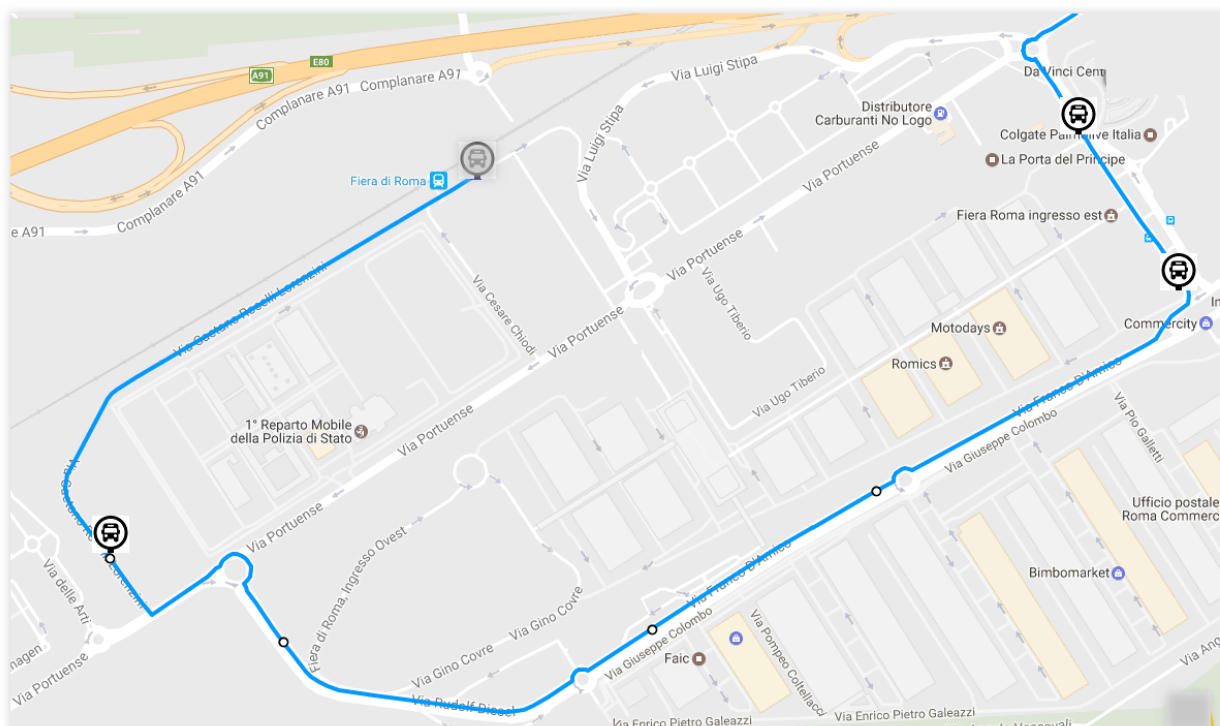 E80
A91
Complanare A91
Complanare A91
Complanare A91
e A91
Via Luigi Stipa
Via Luigi Stipa
Da Vinci Cent
Distributore
Carburanti No Logo
Colgate Palmolive Italia
La Porta del Principe
Fiera di Roma
Via Portuense
Fiera Roma ingresso est
Via Portuense
Via Ugo Tiberio
Via Gaetano Roselli Lorenzini
Via Cesare Chiodi
Via Portuense
In
Commercity
Motodays
Romics
Via Ugo Tiberio
Via Franco D'Amico
Via Giuseppe Colombo
Via Pio Galletti
1° Reparto Mobile
della Polizia di Stato
Via Portuense
Via Portuense
Ufficio postale
Roma Commerc
Via delle Arti
Lorenzini
Fiera di Roma, Ingresso Ovest
Via Franco D'Amico
Bimbomarket
Via Gino Covre
Via Gino Covre
Via Giuseppe Colombo
Via Pompeo Coltellacci
Faic
magen
Via Portuense
Via Rudolf Diesel
Via Ang
Via Enrico Pietro Galeazzi
Via Enrico Pietro Galeazzi